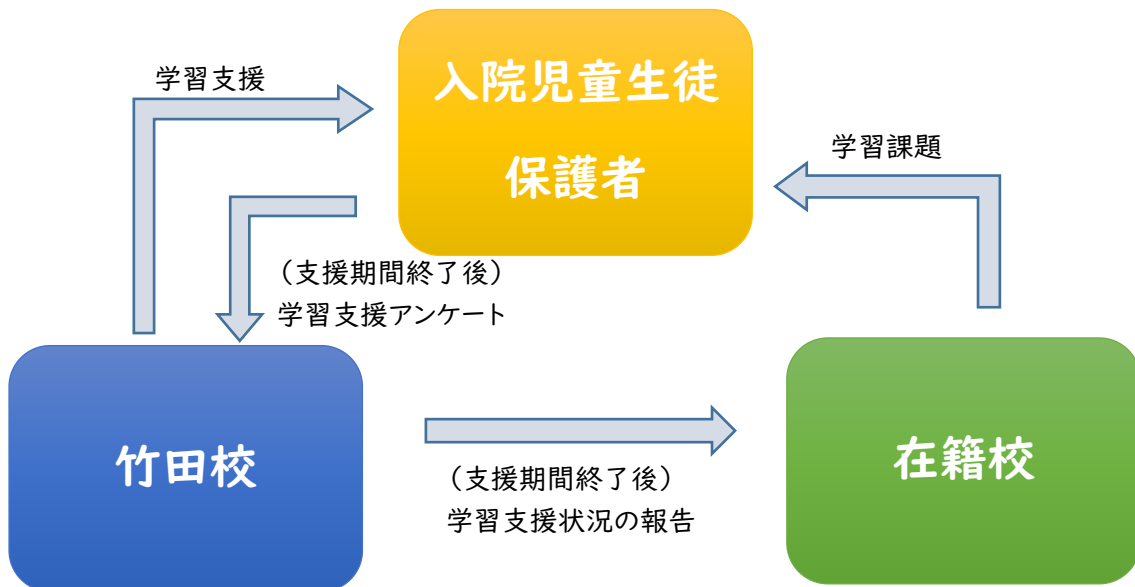 学習支援
入院児童生徒
保護者
学習課題
（支援期間終了後）
学習支援アンケート
竹田校
（支援期間終了後）
学習支援状況の報告
在籍校